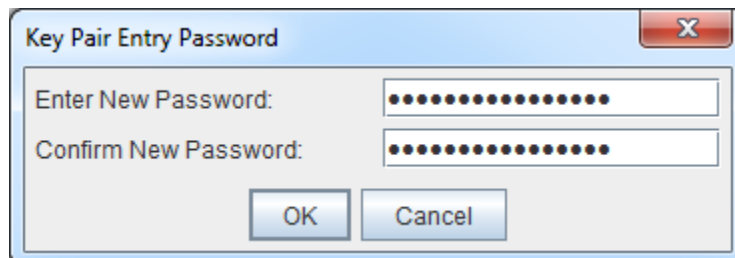 Key Pair Entry Password
Enter New Password: ••••••••••••••••
Confirm New Password: ••••••••••••••••
OK Cancel